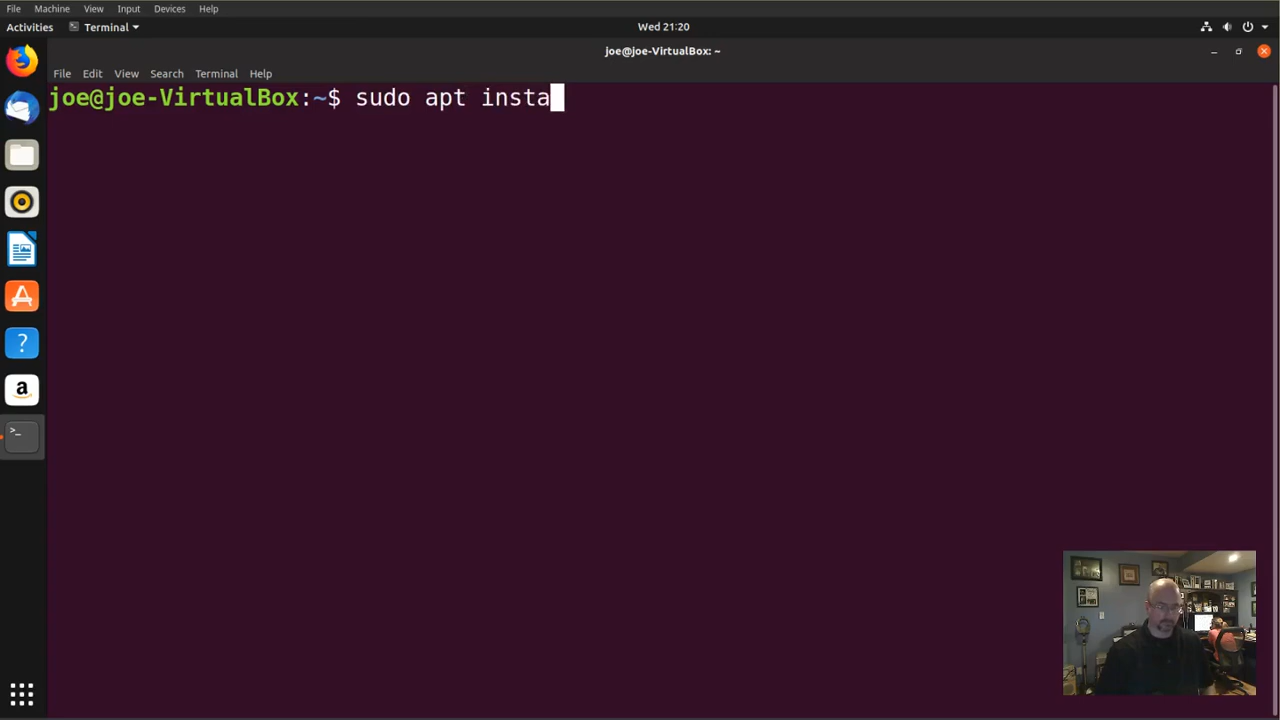 File Machine View Input Devices Help
Activities Terminal Wed 21:20
joe@joe-VirtualBox: ~
File Edit View Search Terminal Help
joe@joe-VirtualBox:~$ sudo apt insta
?
a
>_